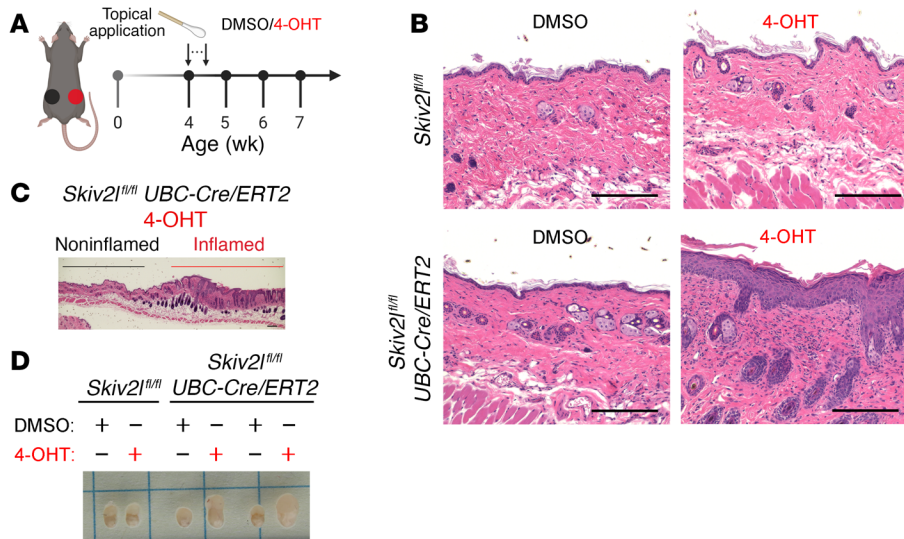 A
Topical
application
DMSO/4-OHT
0
4
5
6
7
Age (wk)
B
DMSO
4-OHT
Skiv2l^fl/fl
DMSO
4-OHT
Skiv2l^fl/fl
UBC-Cre/ERT2
C
Skiv2l^fl/fl UBC-Cre/ERT2
4-OHT
Noninflamed
Inflamed
D
Skiv2l^fl/fl
Skiv2l^fl/fl
UBC-Cre/ERT2
DMSO: + − + − + −
4-OHT: − + − + − +